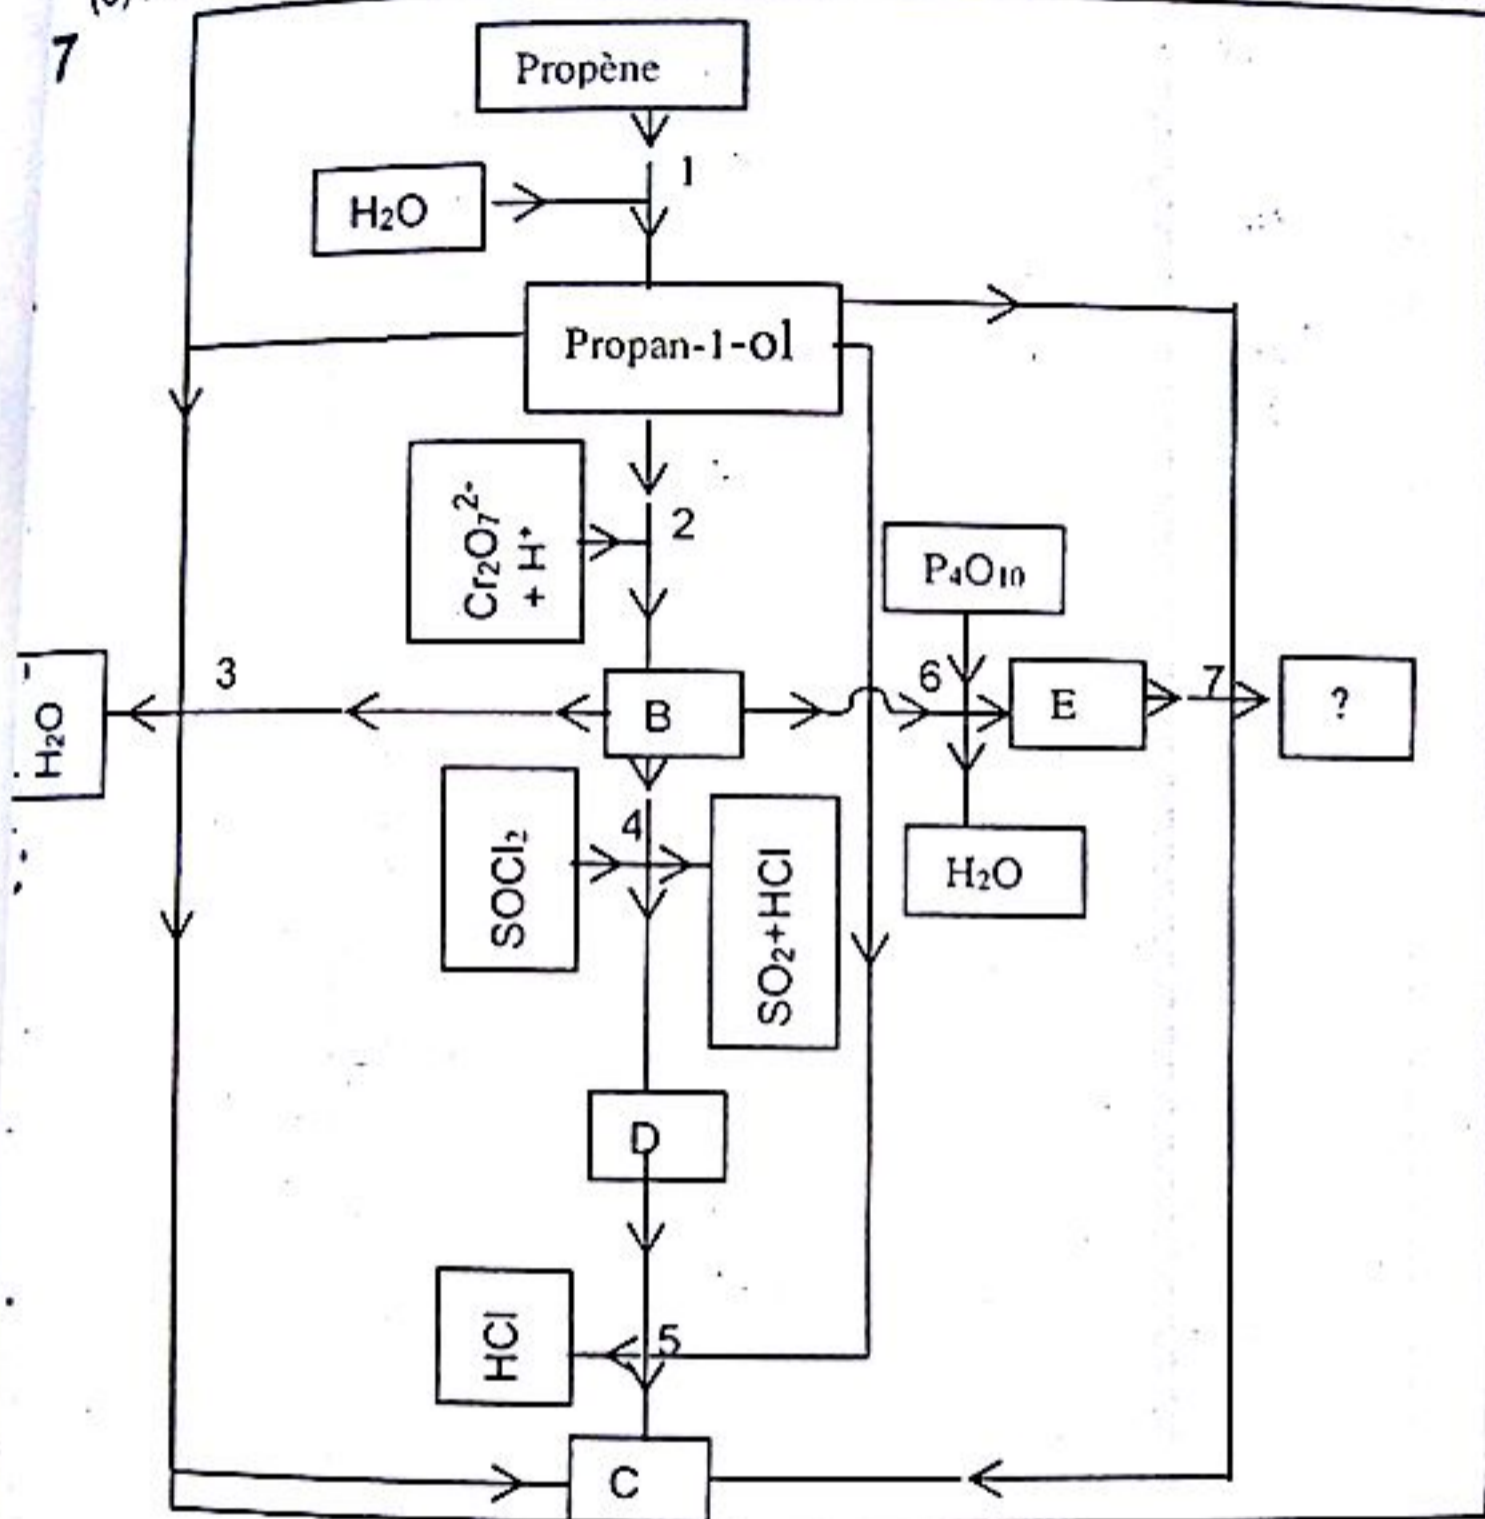 7
Propène
1
H₂O
Propan-1-ol
Cr₂O₇²⁻
+ H⁺
2
P₄O₁₀
3
H₂O
B
6
E
7
?
SOCl₂
4
SO₂+HCl
H₂O
D
HCl
5
C